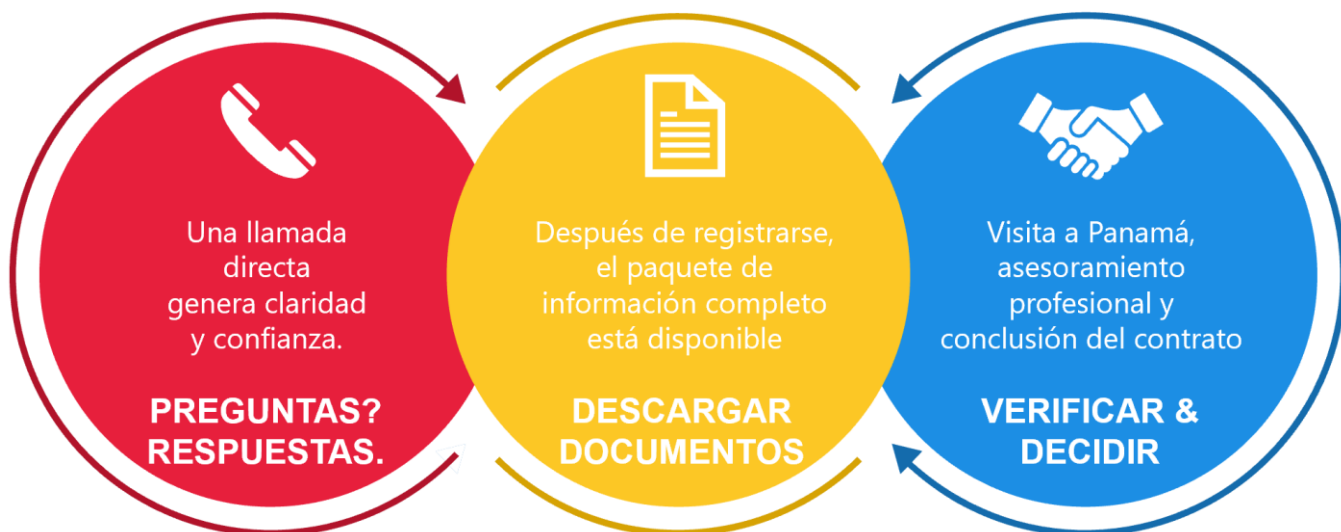 Una llamada
directa
genera claridad
y confianza.
PREGUNTAS?
RESPUESTAS.
Después de registrarse,
el paquete de
información completo
está disponible
DESCARGAR
DOCUMENTOS
Visita a Panamá,
asesoramiento
profesional y
conclusión del contrato
VERIFICAR &
DECIDIR